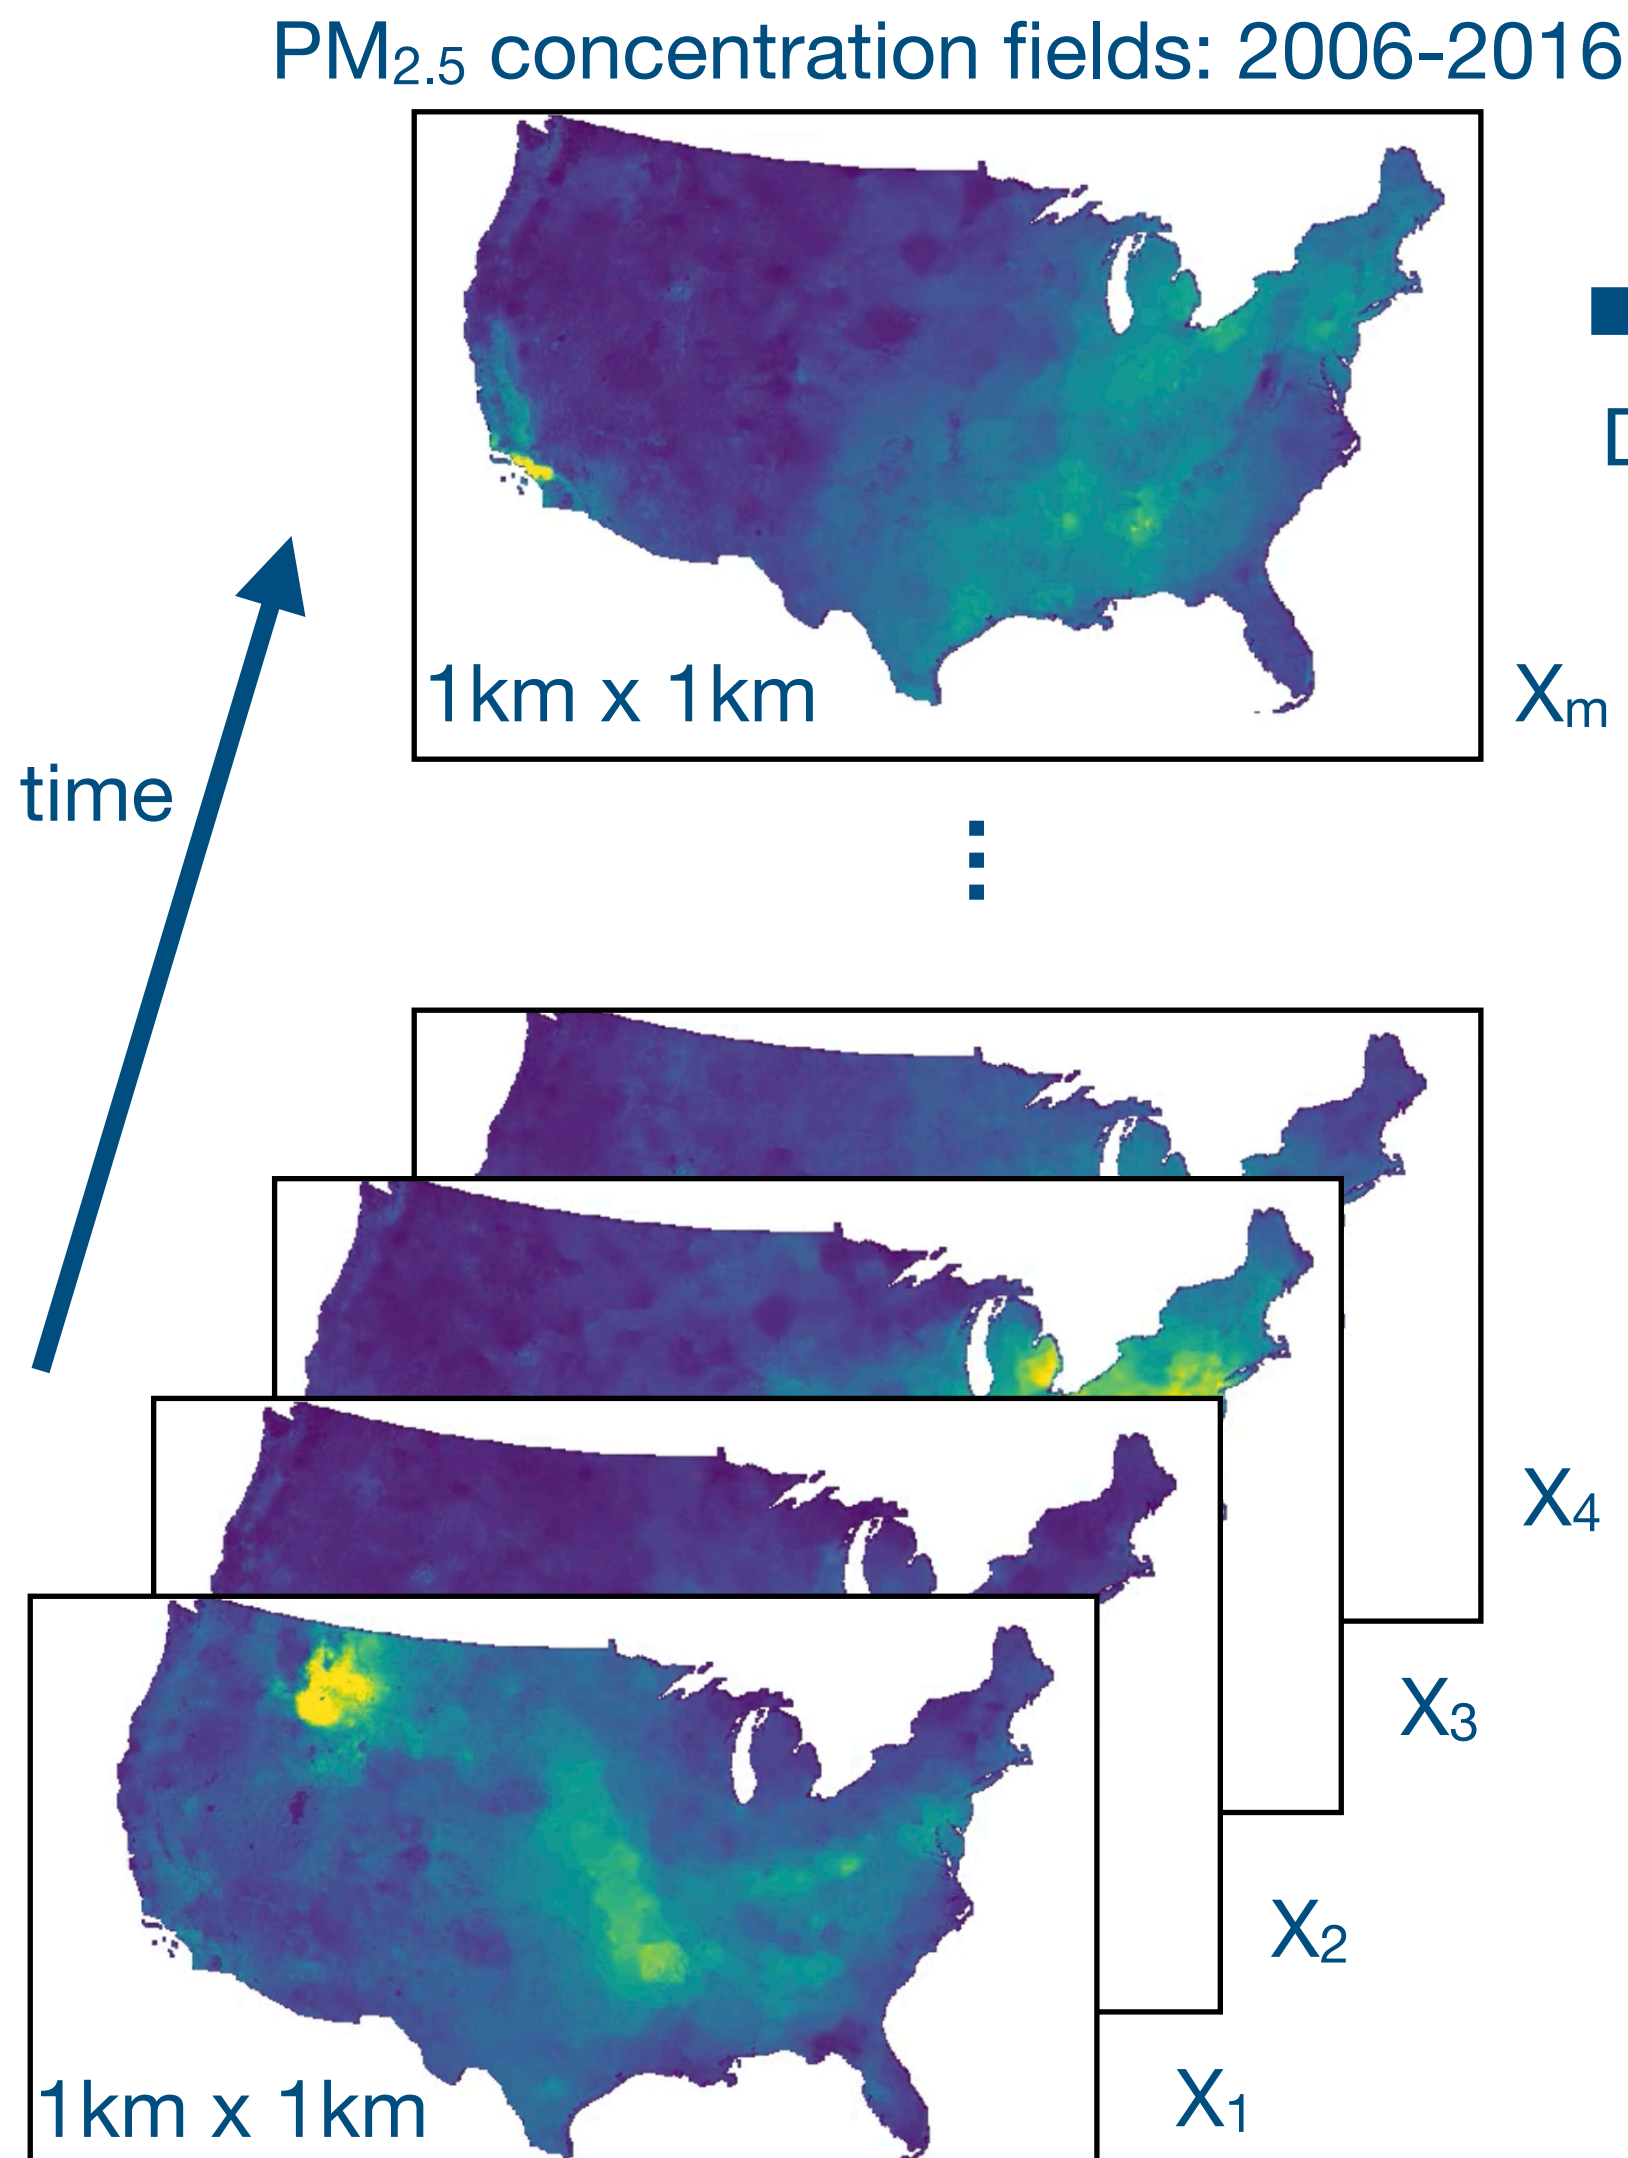 PM₂.₅ concentration fields: 2006-2016
1km x 1km
Xₘ
time
X₄
X₃
X₂
X₁
1km x 1km